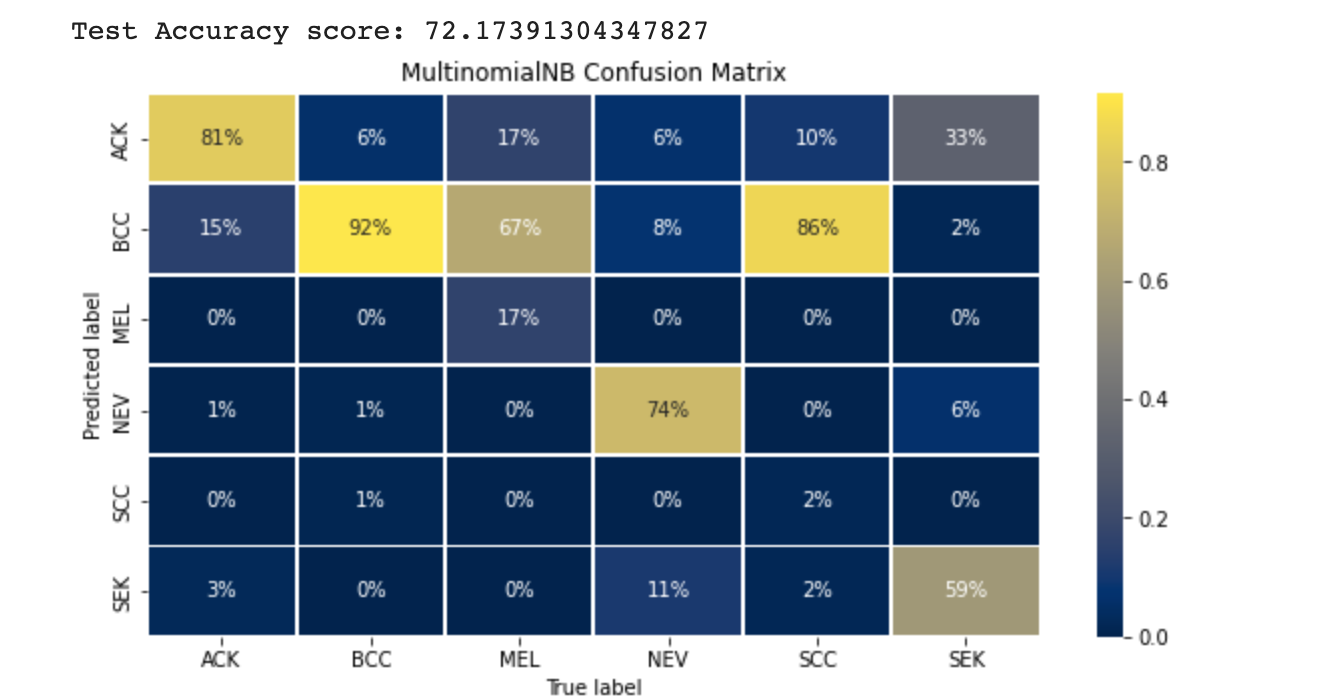 Test Accuracy score: 72.17391304347827
MultinomialNB Confusion Matrix
Predicted label
ACK 81% 6% 17% 6% 10% 33%
BCC 15% 92% 67% 8% 86% 2%
MEL 0% 0% 17% 0% 0% 0%
NEV 1% 1% 0% 74% 0% 6%
SCC 0% 1% 0% 0% 2% 0%
SEK 3% 0% 0% 11% 2% 59%
ACK BCC MEL NEV SCC SEK
True label
0.8
0.6
0.4
0.2
0.0